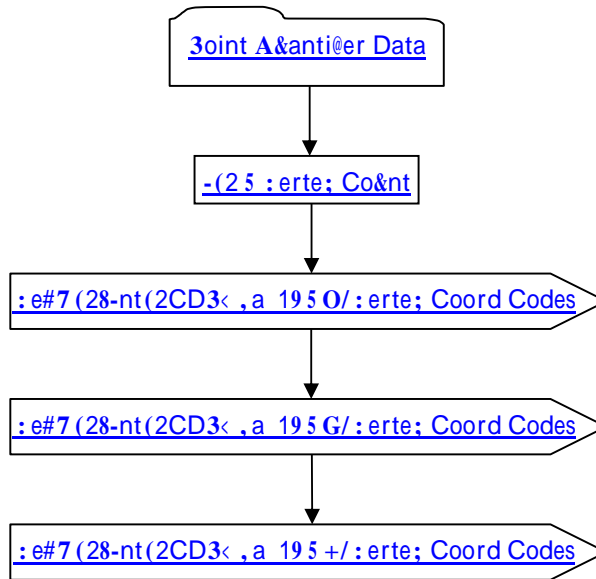 3oint A&anti@er Data
-(2 5 : erte; Co&nt
: e#7 (28-nt(2CD3< , a 19 5 O/ : erte; Coord Codes
: e#7 (28-nt(2CD3< , a 19 5 G/ : erte; Coord Codes
: e#7 (28-nt(2CD3< , a 19 5 +/ : erte; Coord Codes